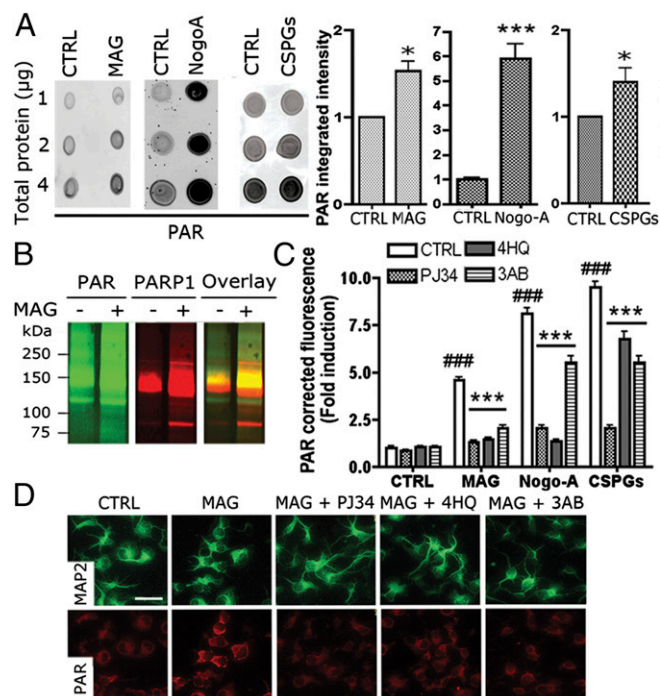 A
CTRL MAG CTRL NogoA CTRL CSPGs
Total protein (µg)
1
2
4
PAR
PAR integrated intensity
2
1
0
CTRL MAG
*
7
6
5
4
3
2
1
0
CTRL Nogo-A
***
2
1
0
CTRL CSPGs
*
B
PAR PARP1 Overlay
MAG - + - + - +
kDa
250
150
100
75
C
CTRL 4HQ
PJ34 3AB
PAR corrected fluorescence
(Fold induction)
10.0
7.5
5.0
2.5
0.0
###
***
###
***
###
***
CTRL MAG Nogo-A CSPGs
D
CTRL MAG MAG + PJ34 MAG + 4HQ MAG + 3AB
MAP2
PAR